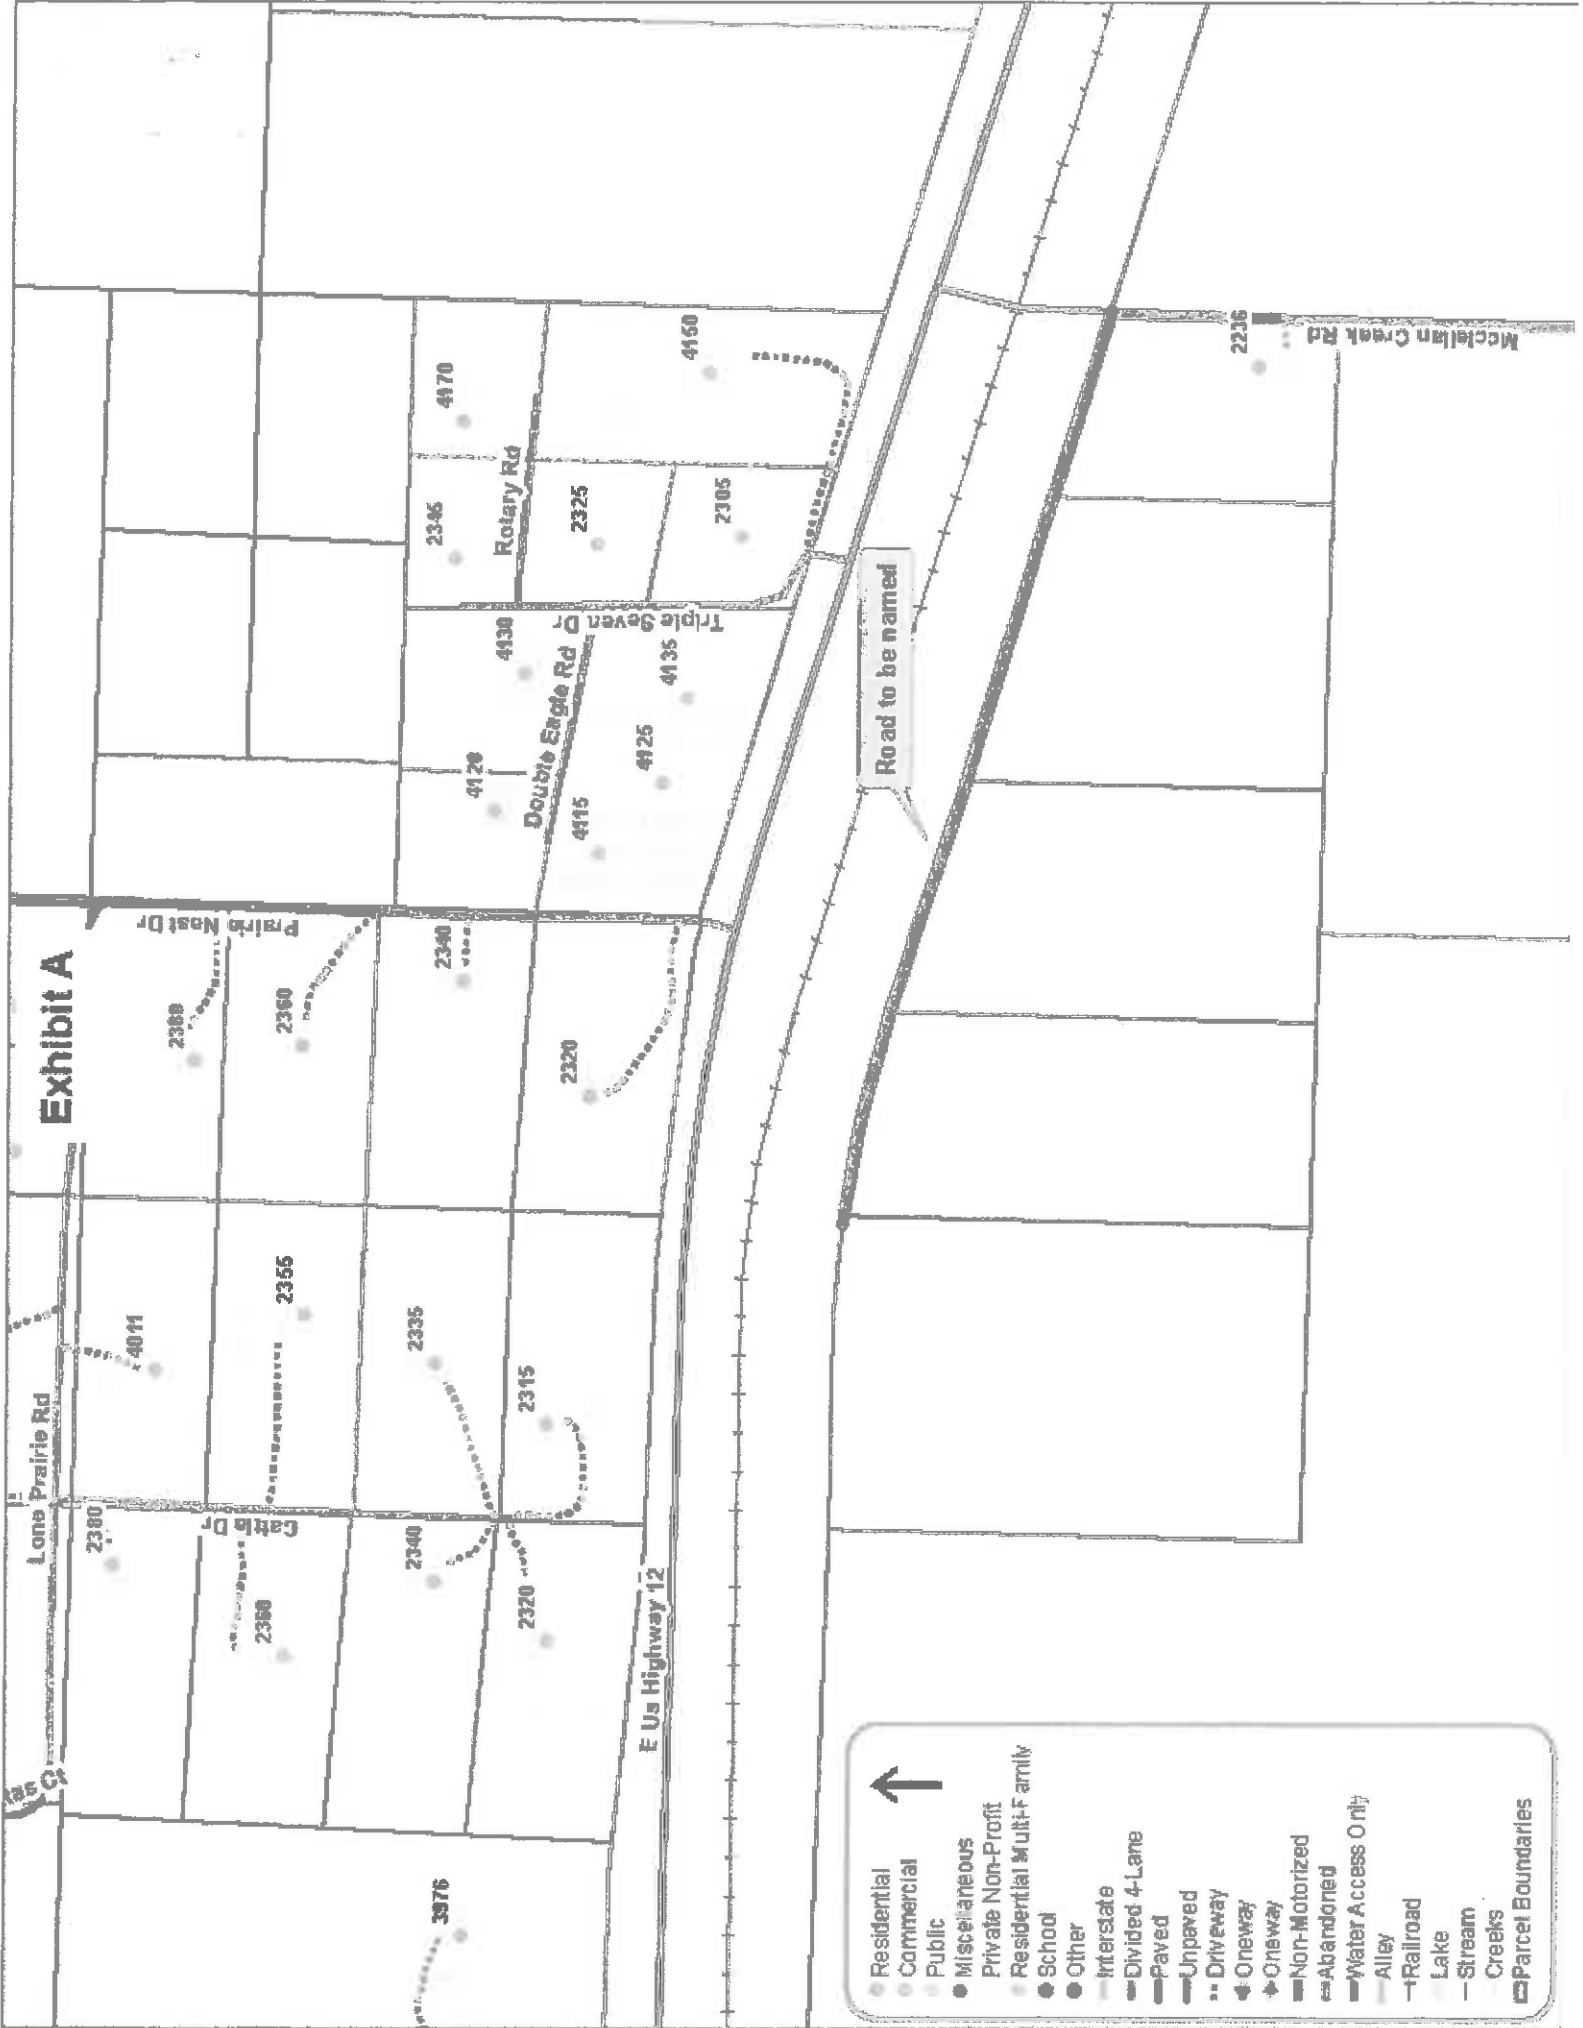 Exhibit A
Lone Prairie Rd
4011
2380
2355
Cattle Dr
2360
2335
2340
2315
2320
3976
E Us Highway 12
Prairie Nest Dr
2380
2360
2340
2320
4120
4130
Double Eagle Rd
4115
4125
4135
Triple Seven Dr
2345
4170
Rotary Rd
2325
2305
4160
Road to be named
2236
Mcclellan Creek Rd
Residential
Commercial
Public
Miscellaneous
Private Non-Profit
Residential Multi-Family
School
Other
Interstate
Divided 4-Lane
Paved
Unpaved
Driveway
Oneway
Oneway
Non-Motorized
Abandoned
Water Access Only
Alley
Railroad
Lake
Stream
Creeks
Parcel Boundaries